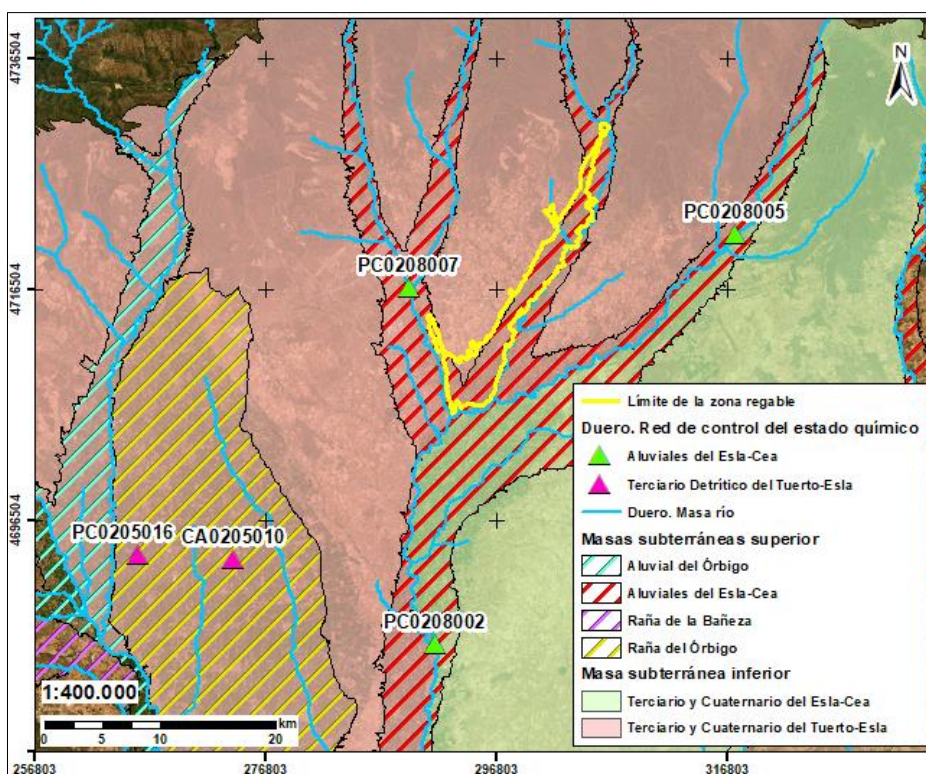 4736504
4716504
4696504
N
PC0208005
PC0208007
PC0205016
CA0205010
PC0208002
1:400.000
km
0 5 10 20
256803
276803
296803
316803
Límite de la zona regable
Duero. Red de control del estado químico
Aluviales del Esla-Cea
Terciario Detrítico del Tuerto-Esla
Duero. Masa río
Masas subterráneas superior
Aluvial del Órbigo
Aluviales del Esla-Cea
Raña de la Bañeza
Raña del Órbigo
Masa subterránea inferior
Terciario y Cuaternario del Esla-Cea
Terciario y Cuaternario del Tuerto-Esla